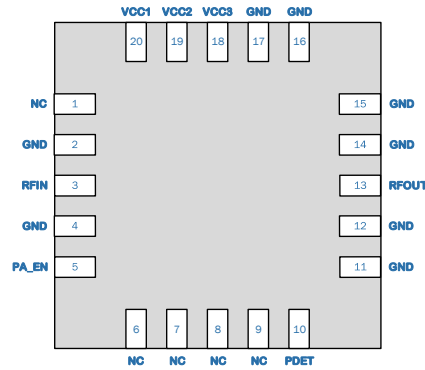 VCC1 VCC2 VCC3 GND GND
20 19 18 17 16
NC 1 15 GND
GND 2 14 GND
RFIN 3 13 RFOUT
GND 4 12 GND
PA_EN 5 11 GND
6 7 8 9 10
NC NC NC NC PDET